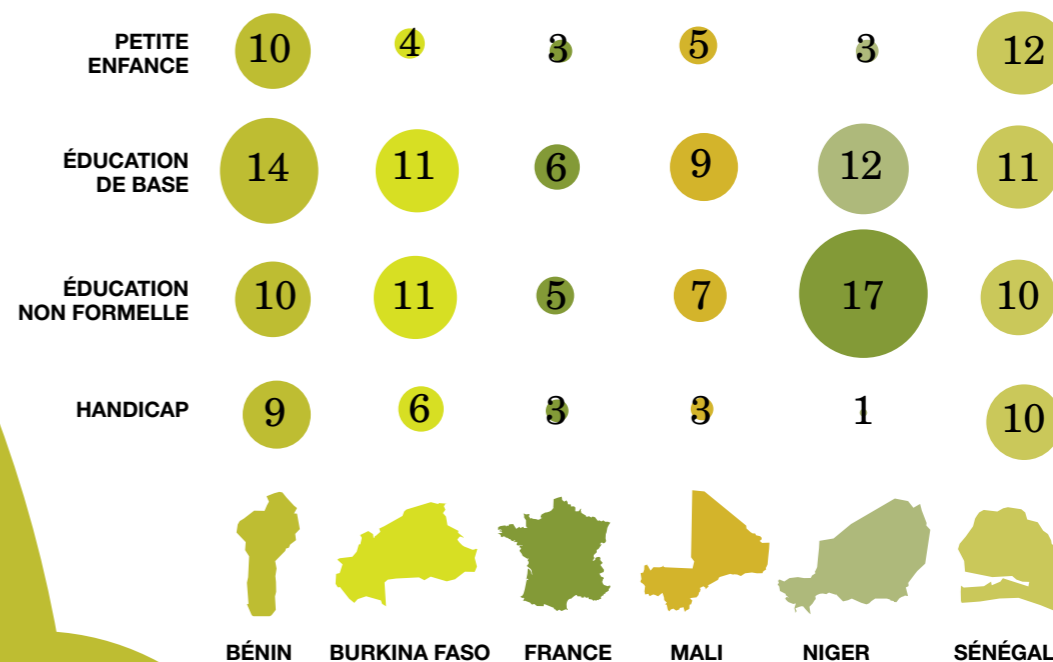 PETITE
ENFANCE
10 4 3 5 3 12
ÉDUCATION
DE BASE
14 11 6 9 12 11
ÉDUCATION
NON FORMELLE
10 11 5 7 17 10
HANDICAP
9 6 3 3 1 10
BÉNIN BURKINA FASO FRANCE MALI NIGER SÉNÉGAL